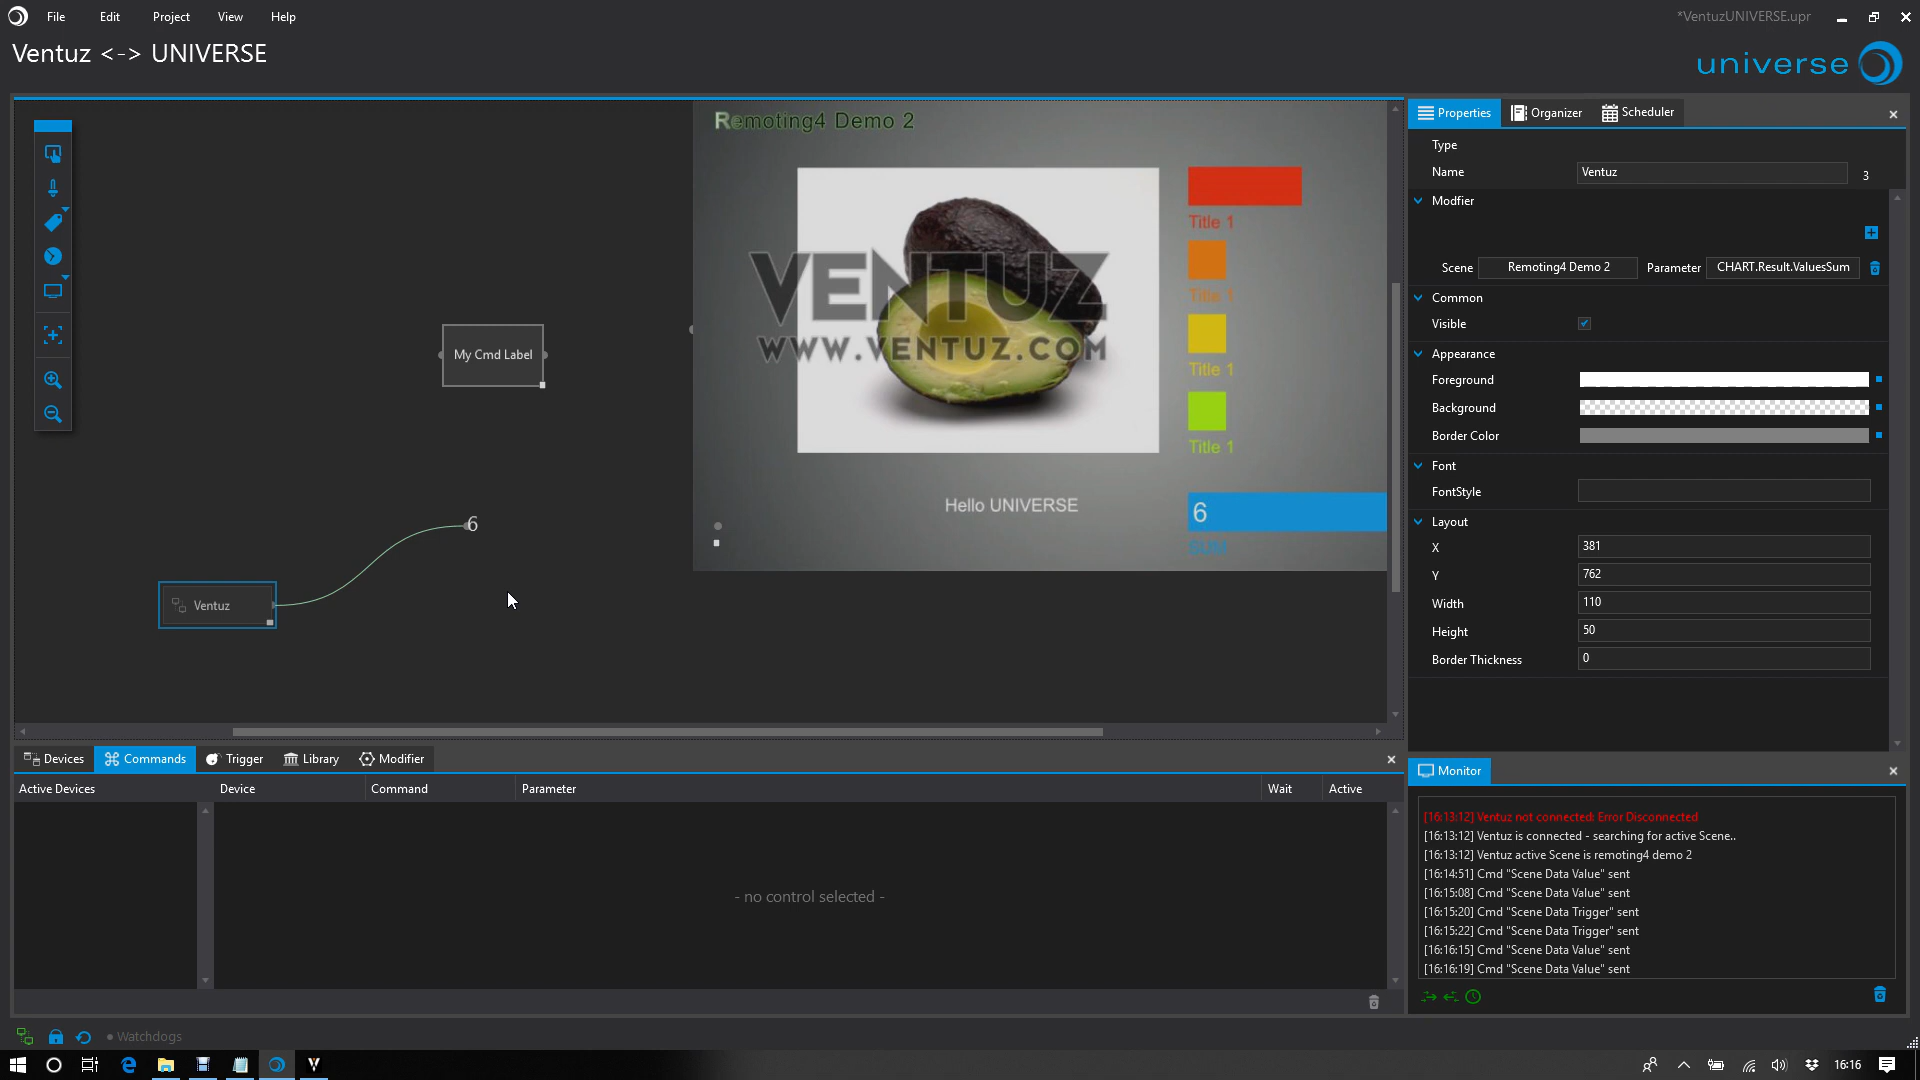 File Edit Project View Help
*VentuzUNIVERSE.upr
Ventuz <-> UNIVERSE
universe
Remoting4 Demo 2
Title 1
VENTUZ
WWW.VENTUZ.COM
Title 1
Title 1
Title 1
My Cmd Label
Hello UNIVERSE
6
SUM
6
Ventuz
Properties Organizer Scheduler
Type
Name Ventuz 3
Modfier
Scene Remoting4 Demo 2 Parameter CHART.Result.ValuesSum
Common
Visible
Appearance
Foreground
Background
Border Color
Font
FontStyle
Layout
X 381
Y 762
Width 110
Height 50
Border Thickness 0
Devices Commands Trigger Library Modifier
Active Devices Device Command Parameter Wait Active
- no control selected -
Monitor
[16:13:12] Ventuz not connected: Error Disconnected
[16:13:12] Ventuz is connected - searching for active Scene..
[16:13:12] Ventuz active Scene is remoting4 demo 2
[16:14:51] Cmd "Scene Data Value" sent
[16:15:08] Cmd "Scene Data Value" sent
[16:15:20] Cmd "Scene Data Trigger" sent
[16:15:22] Cmd "Scene Data Trigger" sent
[16:16:15] Cmd "Scene Data Value" sent
[16:16:19] Cmd "Scene Data Value" sent
Watchdogs
16:16